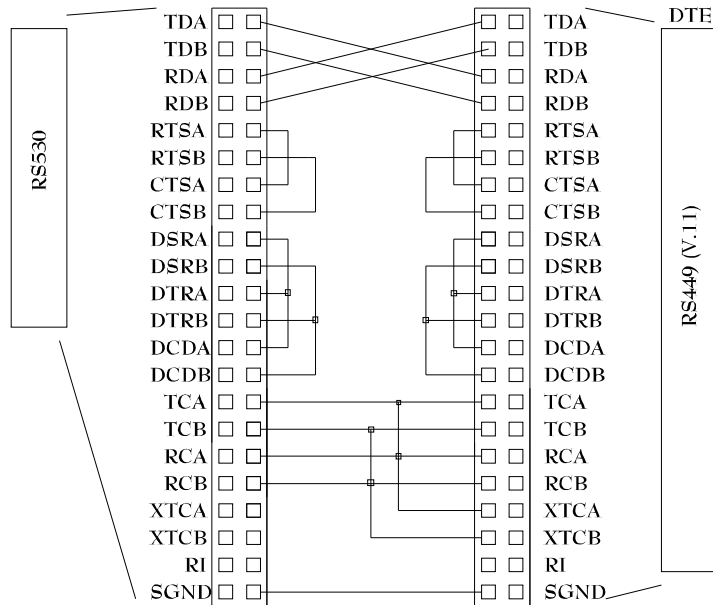 DTE
RS530
TDA TDA
TDB TDB
RDA RDA
RDB RDB
RTSA RTSA
RTSB RTSB
CTSA CTSA
CTSB CTSB
DSRA DSRA
DSRB DSRB
DTRA DTRA
DTRB DTRB
DCDA DCDA
DCDB DCDB
TCA TCA
TCB TCB
RCA RCA
RCB RCB
XTCA XTCA
XTCB XTCB
RI RI
SGND SGND
RS449 (V.11)